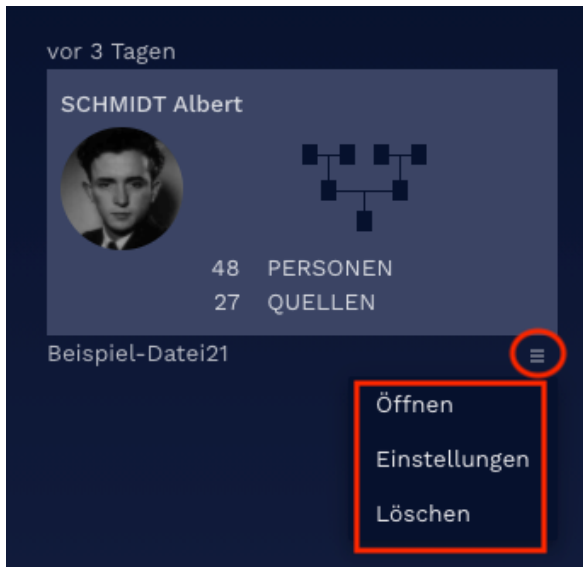 vor 3 Tagen
SCHMIDT Albert
48 PERSONEN
27 QUELLEN
Beispiel-Datei21
Öffnen
Einstellungen
Löschen